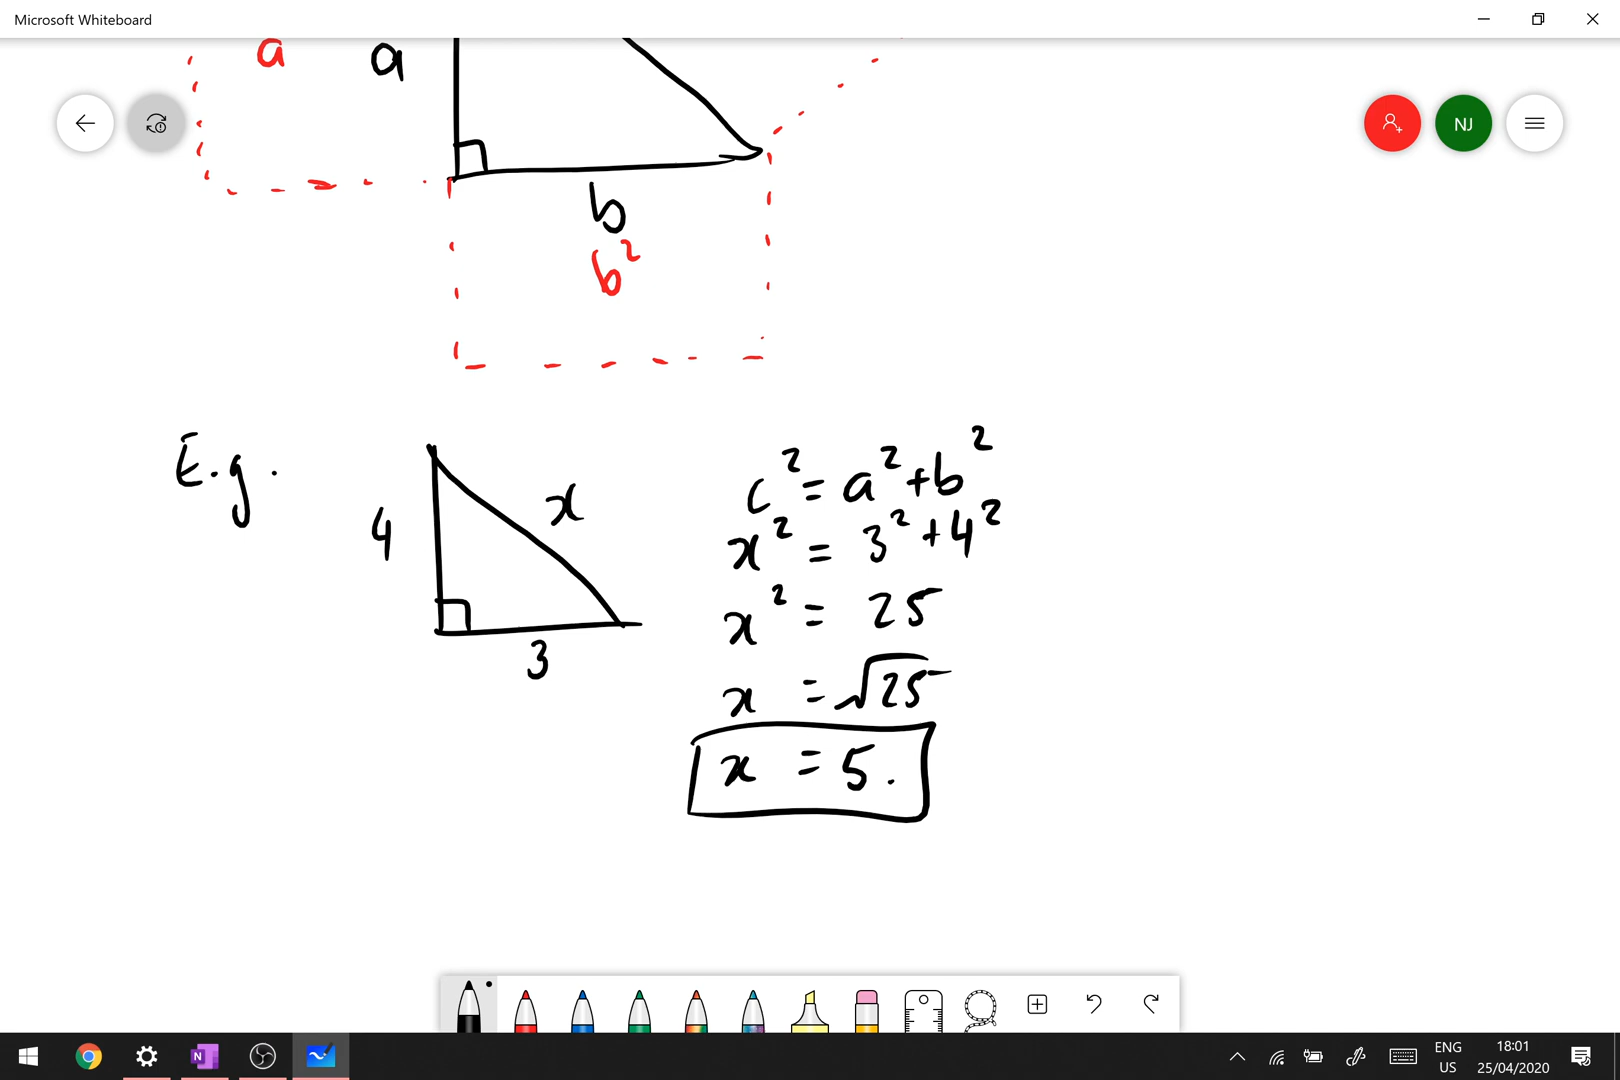 Microsoft Whiteboard
a a
NJ
b
b²
E.g.
4
x
3
c² = a² + b²
x² = 3² + 4²
x² = 25
x = √25
x = 5.
N
ENG
US
18:01
25/04/2020